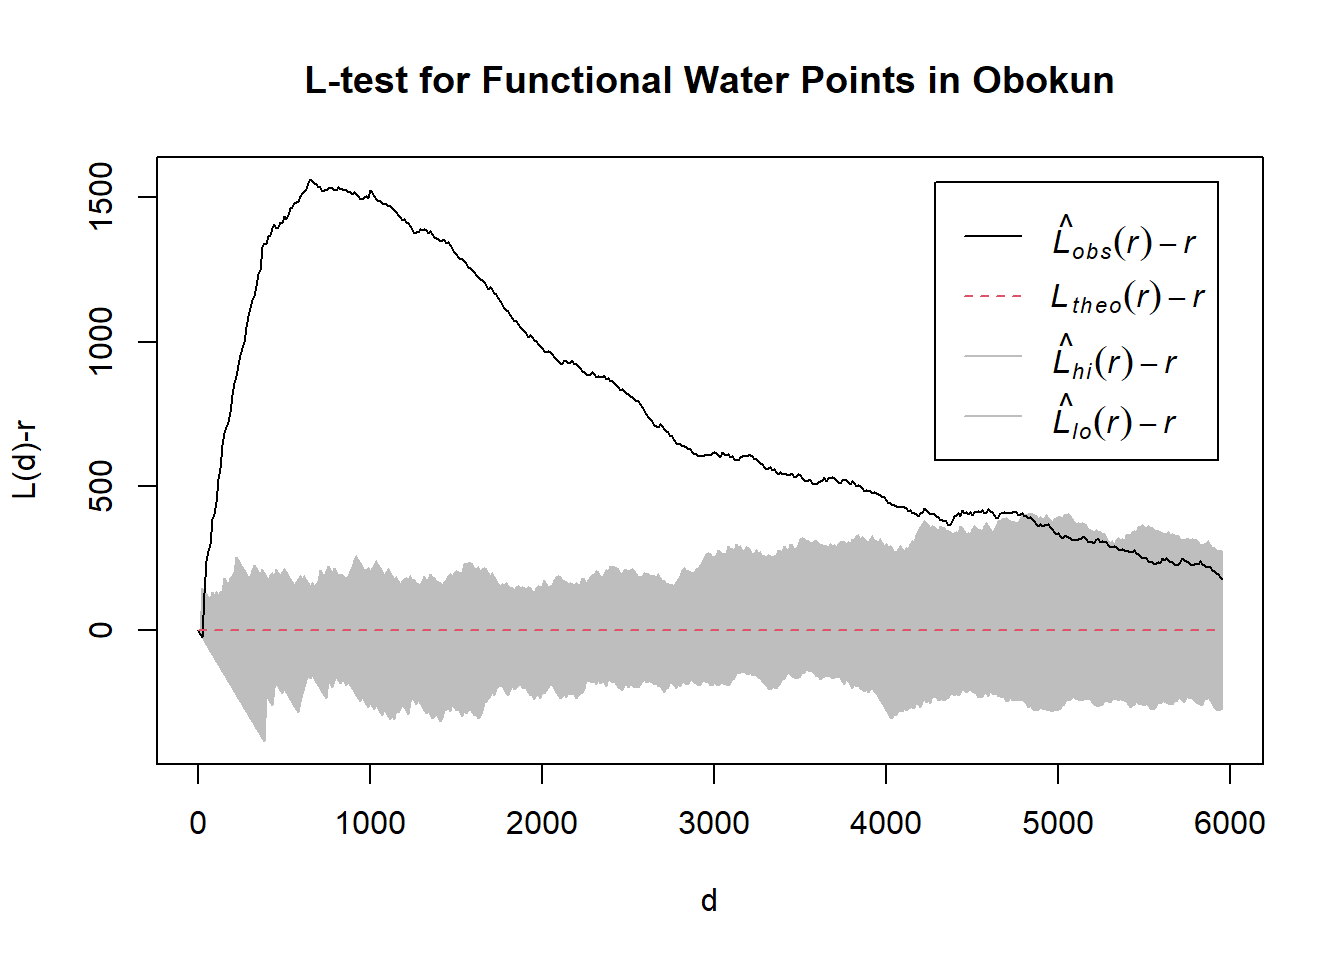 L-test for Functional Water Points in Obokun
L(d)-r
1500
1000
500
0
L̂obs(r) – r
Ltheo(r) – r
L̂hi(r) – r
L̂lo(r) – r
0 1000 2000 3000 4000 5000 6000
d